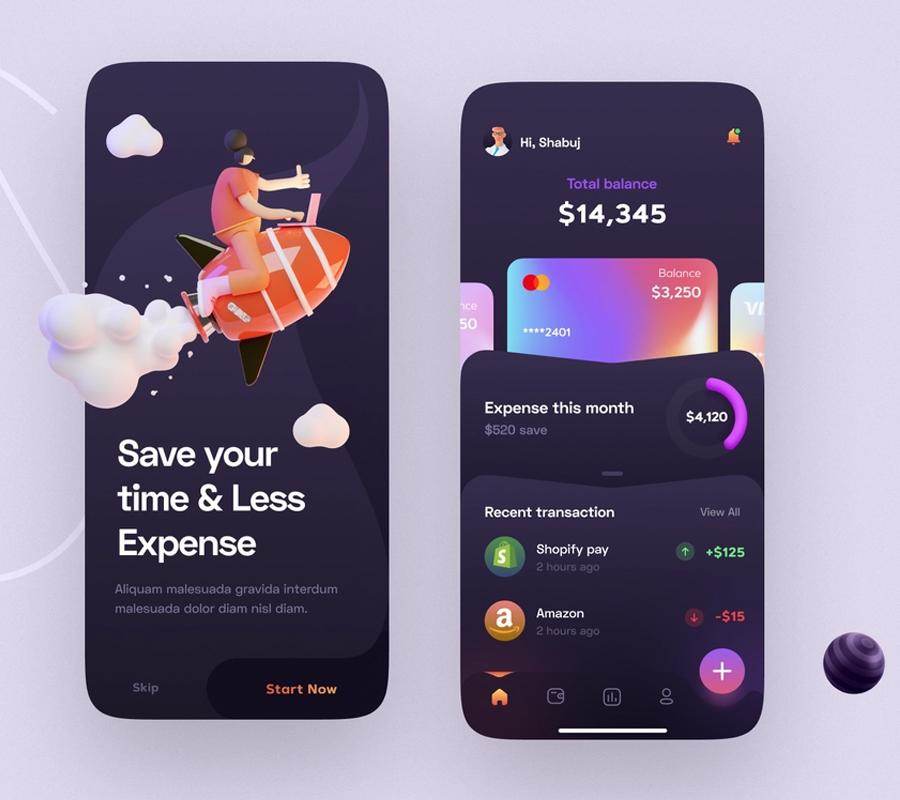 Save your
time & Less
Expense
Aliquam malesuada gravida interdum
malesuada dolor diam nisl diam.
Skip
Start Now
Hi, Shabuj
Total balance
$14,345
nce
50
Balance
$3,250
****2401
VI
Expense this month
$520 save
$4,120
Recent transaction
View All
Shopify pay
2 hours ago
+$125
Amazon
2 hours ago
-$15